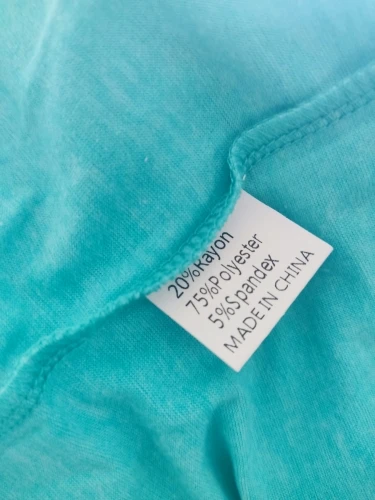 20%Rayon
75%Polyester
5%Spandex
MADE IN CHINA